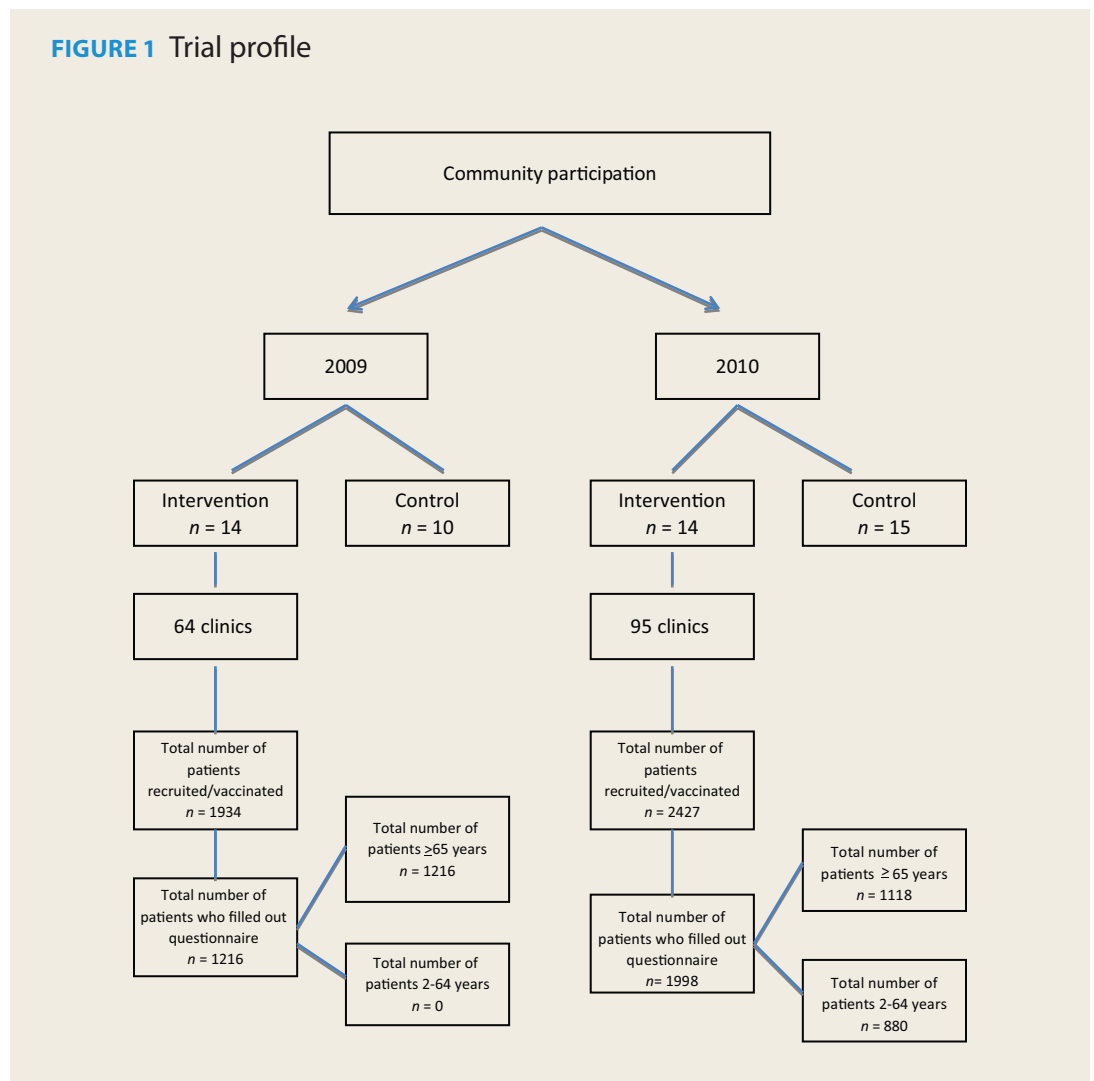 FIGURE 1 Trial profile
Community participation
2009
2010
Intervention
n = 14
Control
n = 10
Intervention
n = 14
Control
n = 15
64 clinics
95 clinics
Total number of
patients
recruited/vaccinated
n = 1934
Total number of
patients
recruited/vaccinated
n = 2427
Total number of
patients ≥65 years
n = 1216
Total number of
patients who filled out
questionnaire
n = 1216
Total number of
patients 2-64 years
n = 0
Total number of
patients ≥ 65 years
n = 1118
Total number of
patients who filled out
questionnaire
n= 1998
Total number of
patients 2-64 years
n = 880